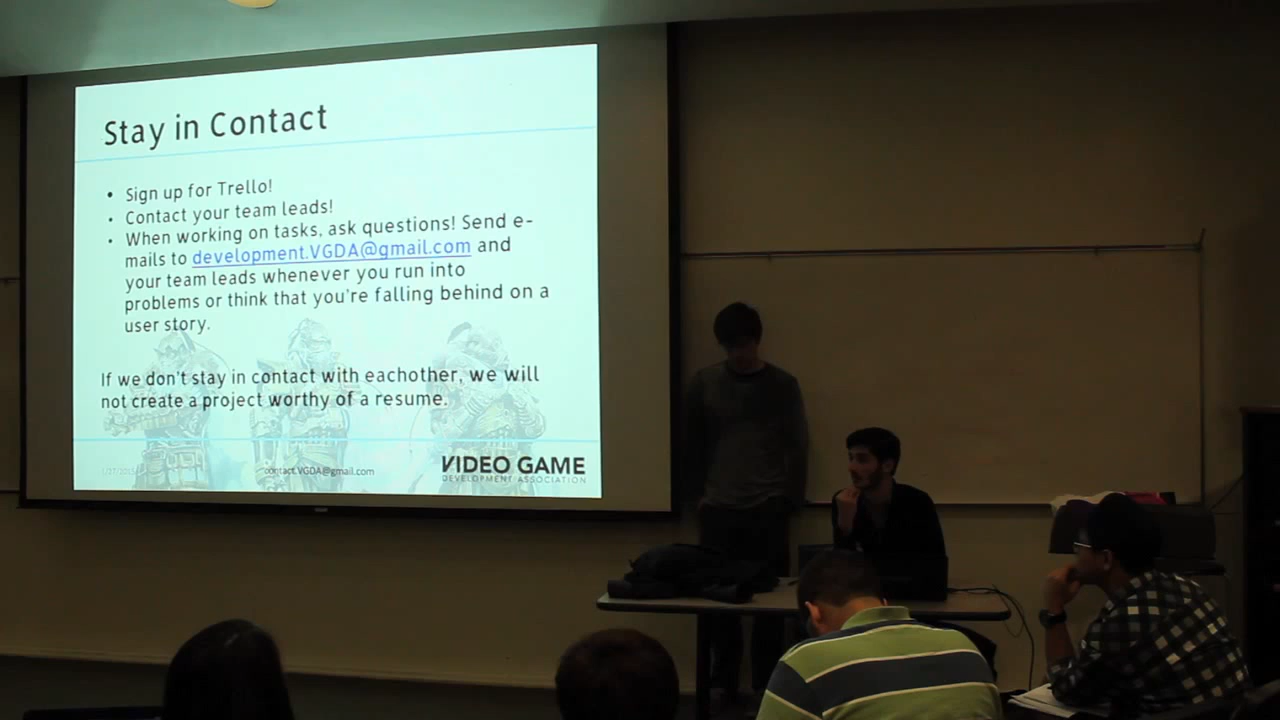 Stay in Contact
• Sign up for Trello!
• Contact your team leads!
• When working on tasks, ask questions! Send e-
mails to development.VGDA@gmail.com and
your team leads whenever you run into
problems or think that you're falling behind on a
user story.
If we don't stay in contact with eachother, we will
not create a project worthy of a resume.
1/27/2015
contact.VGDA@gmail.com
VIDEO GAME
DEVELOPMENT ASSOCIATION